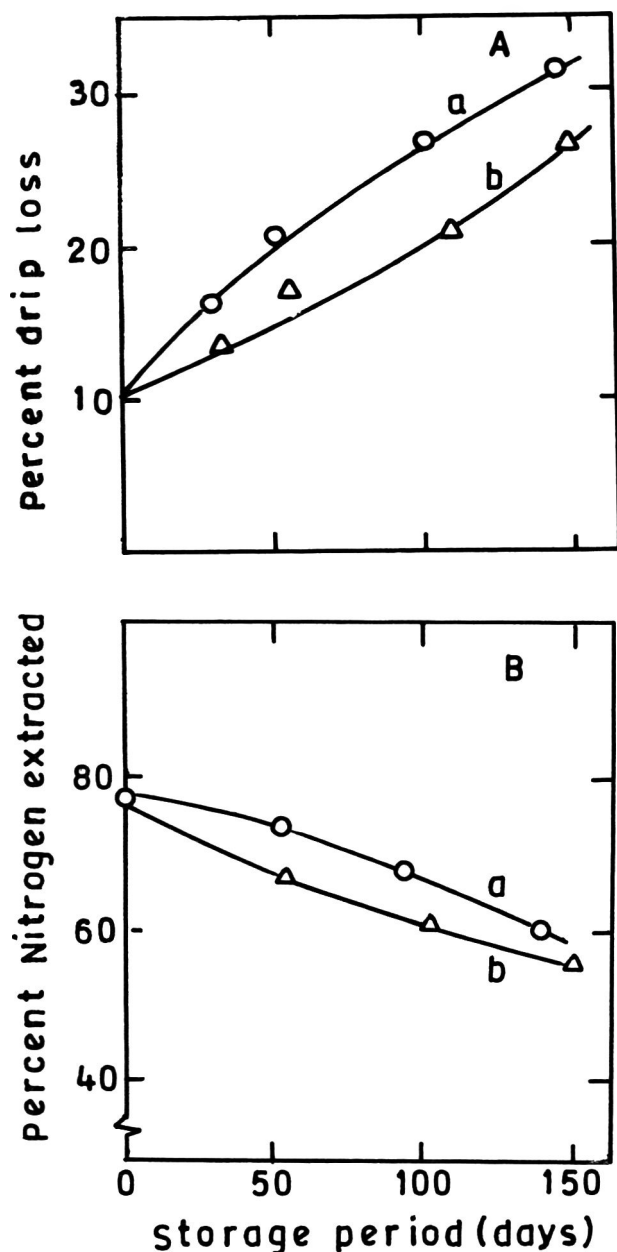 A
a
b
30
20
10
Percent drip loss
B
a
b
80
60
40
Percent Nitrogen extracted
0 50 100 150
Storage period (days)